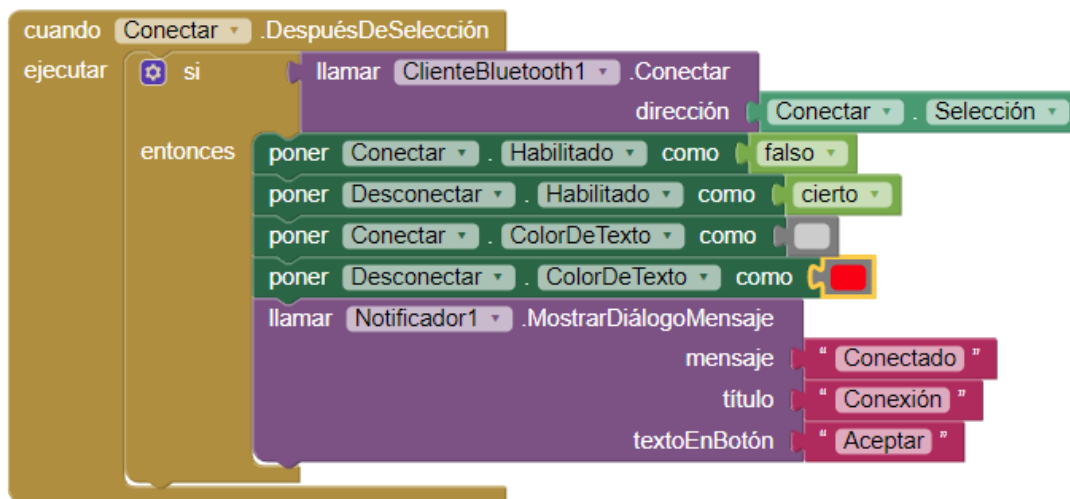 cuando Conectar .DespuésDeSelección
ejecutar si llamar ClienteBluetooth1 .Conectar
dirección Conectar . Selección
entonces poner Conectar . Habilitado como falso
poner Desconectar . Habilitado como cierto
poner Conectar . ColorDeTexto como
poner Desconectar . ColorDeTexto como
llamar Notificador1 .MostrarDiálogoMensaje
mensaje “ Conectado ”
título “ Conexión ”
textoEnBotón “ Aceptar ”